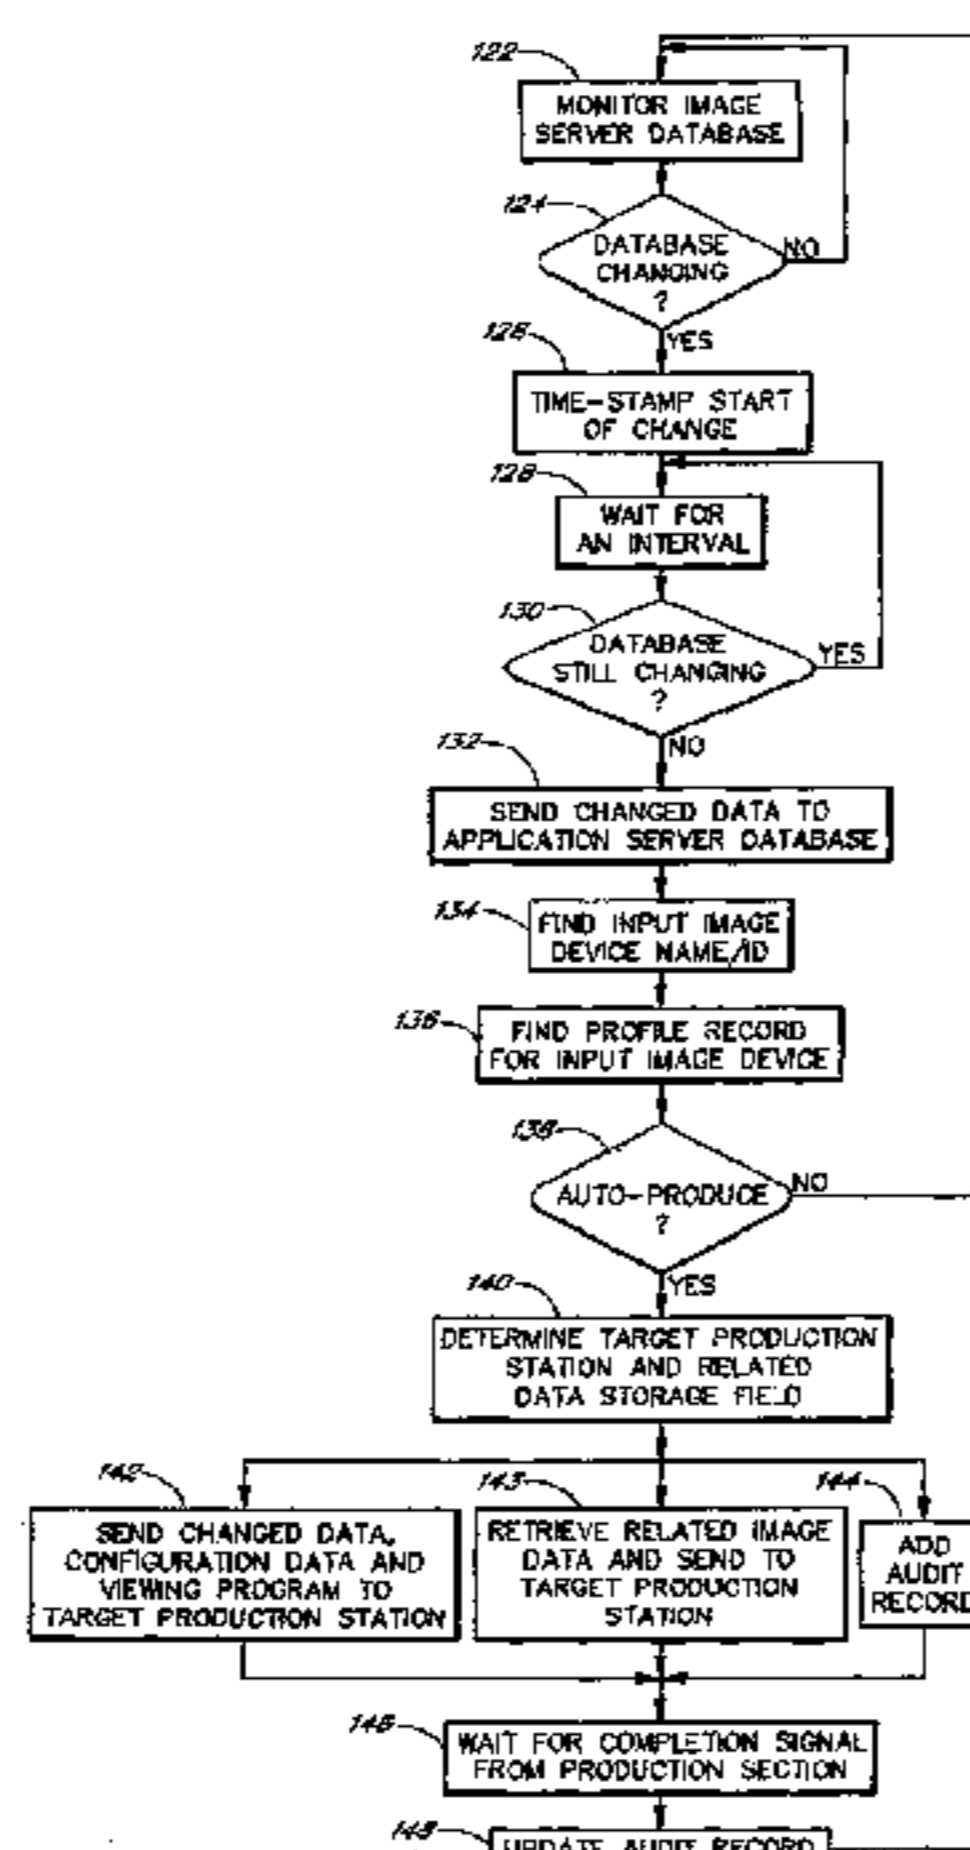 122
MONITOR IMAGE
SERVER DATABASE
124
DATABASE
CHANGING
?
NO
YES
126
TIME-STAMP START
OF CHANGE
128
WAIT FOR
AN INTERVAL
130
DATABASE
STILL CHANGING
?
YES
NO
132
SEND CHANGED DATA TO
APPLICATION SERVER DATABASE
134
FIND INPUT IMAGE
DEVICE NAME/ID
136
FIND PROFILE RECORD
FOR INPUT IMAGE DEVICE
138
AUTO-PRODUCE
?
NO
YES
140
DETERMINE TARGET PRODUCTION
STATION AND RELATED
DATA STORAGE FIELD
142
SEND CHANGED DATA,
CONFIGURATION DATA AND
VIEWING PROGRAM TO
TARGET PRODUCTION STATION
143
RETRIEVE RELATED IMAGE
DATA AND SEND TO
TARGET PRODUCTION
STATION
144
ADD
AUDIT
RECORD
146
WAIT FOR COMPLETION SIGNAL
FROM PRODUCTION SECTION
148
UPDATE AUDIT RECORD